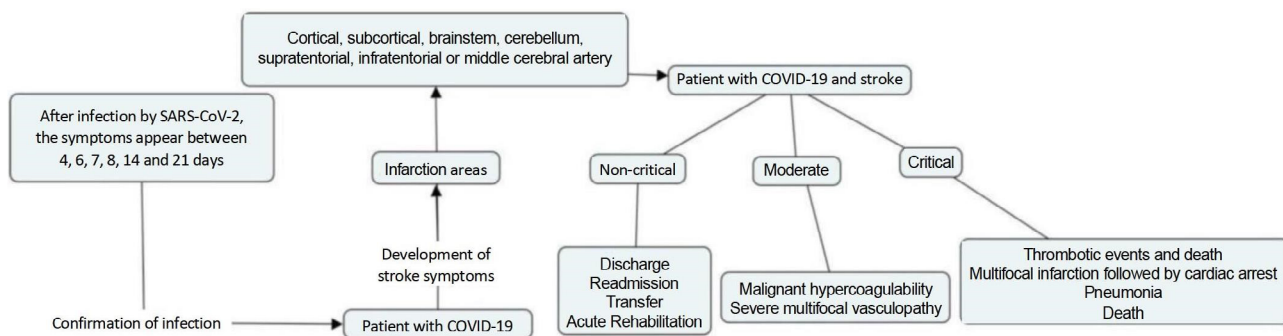 Cortical, subcortical, brainstem, cerebellum,
supratentorial, infratentorial or middle cerebral artery
Patient with COVID-19 and stroke
After infection by SARS-CoV-2,
the symptoms appear between
4, 6, 7, 8, 14 and 21 days
Infarction areas
Non-critical
Moderate
Critical
Development of
stroke symptoms
Confirmation of infection
Patient with COVID-19
Discharge
Readmission
Transfer
Acute Rehabilitation
Malignant hypercoagulability
Severe multifocal vasculopathy
Thrombotic events and death
Multifocal infarction followed by cardiac arrest
Pneumonia
Death